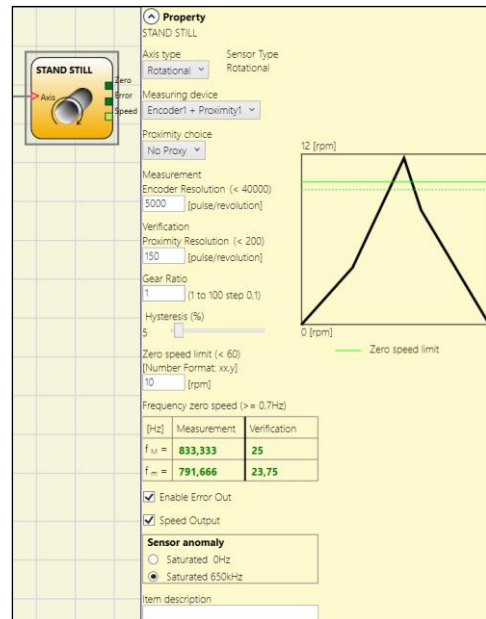 STAND STILL
Axis
Zero
Error
Speed
Property
STAND STILL
Axis type Sensor Type
Rotational Rotational
Measuring device
Encoder1 + Proximity1
Proximity choice
No Proxy
Measurement
Encoder Resolution (< 40000)
5000 [pulse/revolution]
Verification
Proximity Resolution (< 200)
150 [pulse/revolution]
Gear Ratio
1 (1 to 100 step 0,1)
Hysteresis (%)
5
Zero speed limit (< 60)
[Number Format: xx,y]
10 [rpm]
Frequency zero speed (>= 0,7Hz)
[Hz] Measurement Verification
f M = 833,333 25
f m = 791,666 23,75
Enable Error Out
Speed Output
Sensor anomaly
Saturated 0Hz
Saturated 650kHz
Item description
12 [rpm]
0 [rpm]
Zero speed limit